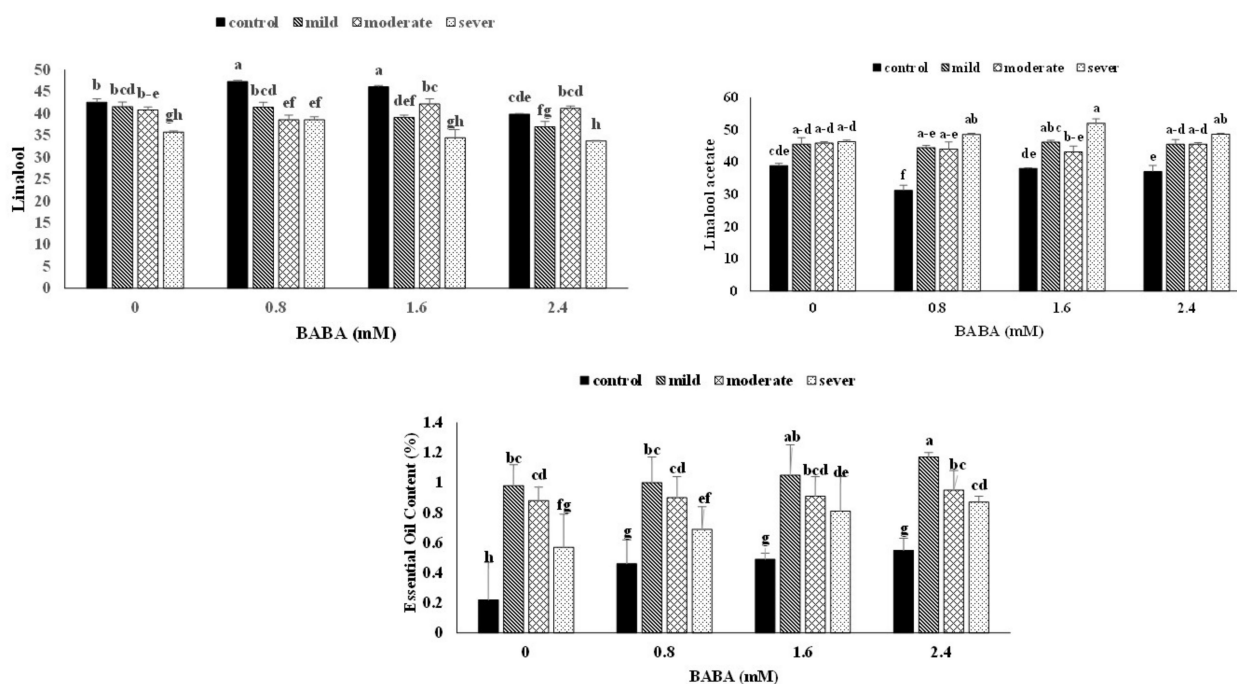 control mild moderate sever
Linalool
50
45
40
35
30
25
20
15
10
5
0
b bcd b-e gh
a bcd ef ef
a def bc gh
cde fg bcd h
0 0.8 1.6 2.4
BABA (mM)
control mild moderate sever
Linalool acetate
60
50
40
30
20
10
0
cde a-d a-d a-d
f a-e a-e ab
de abc b-e a
e a-d a-d ab
0 0.8 1.6 2.4
BABA (mM)
control mild moderate sever
Essential Oil Content (%)
1.4
1.2
1
0.8
0.6
0.4
0.2
0
h bc cd fg
g bc cd ef
g ab bcd de
g a bc cd
0 0.8 1.6 2.4
BABA (mM)